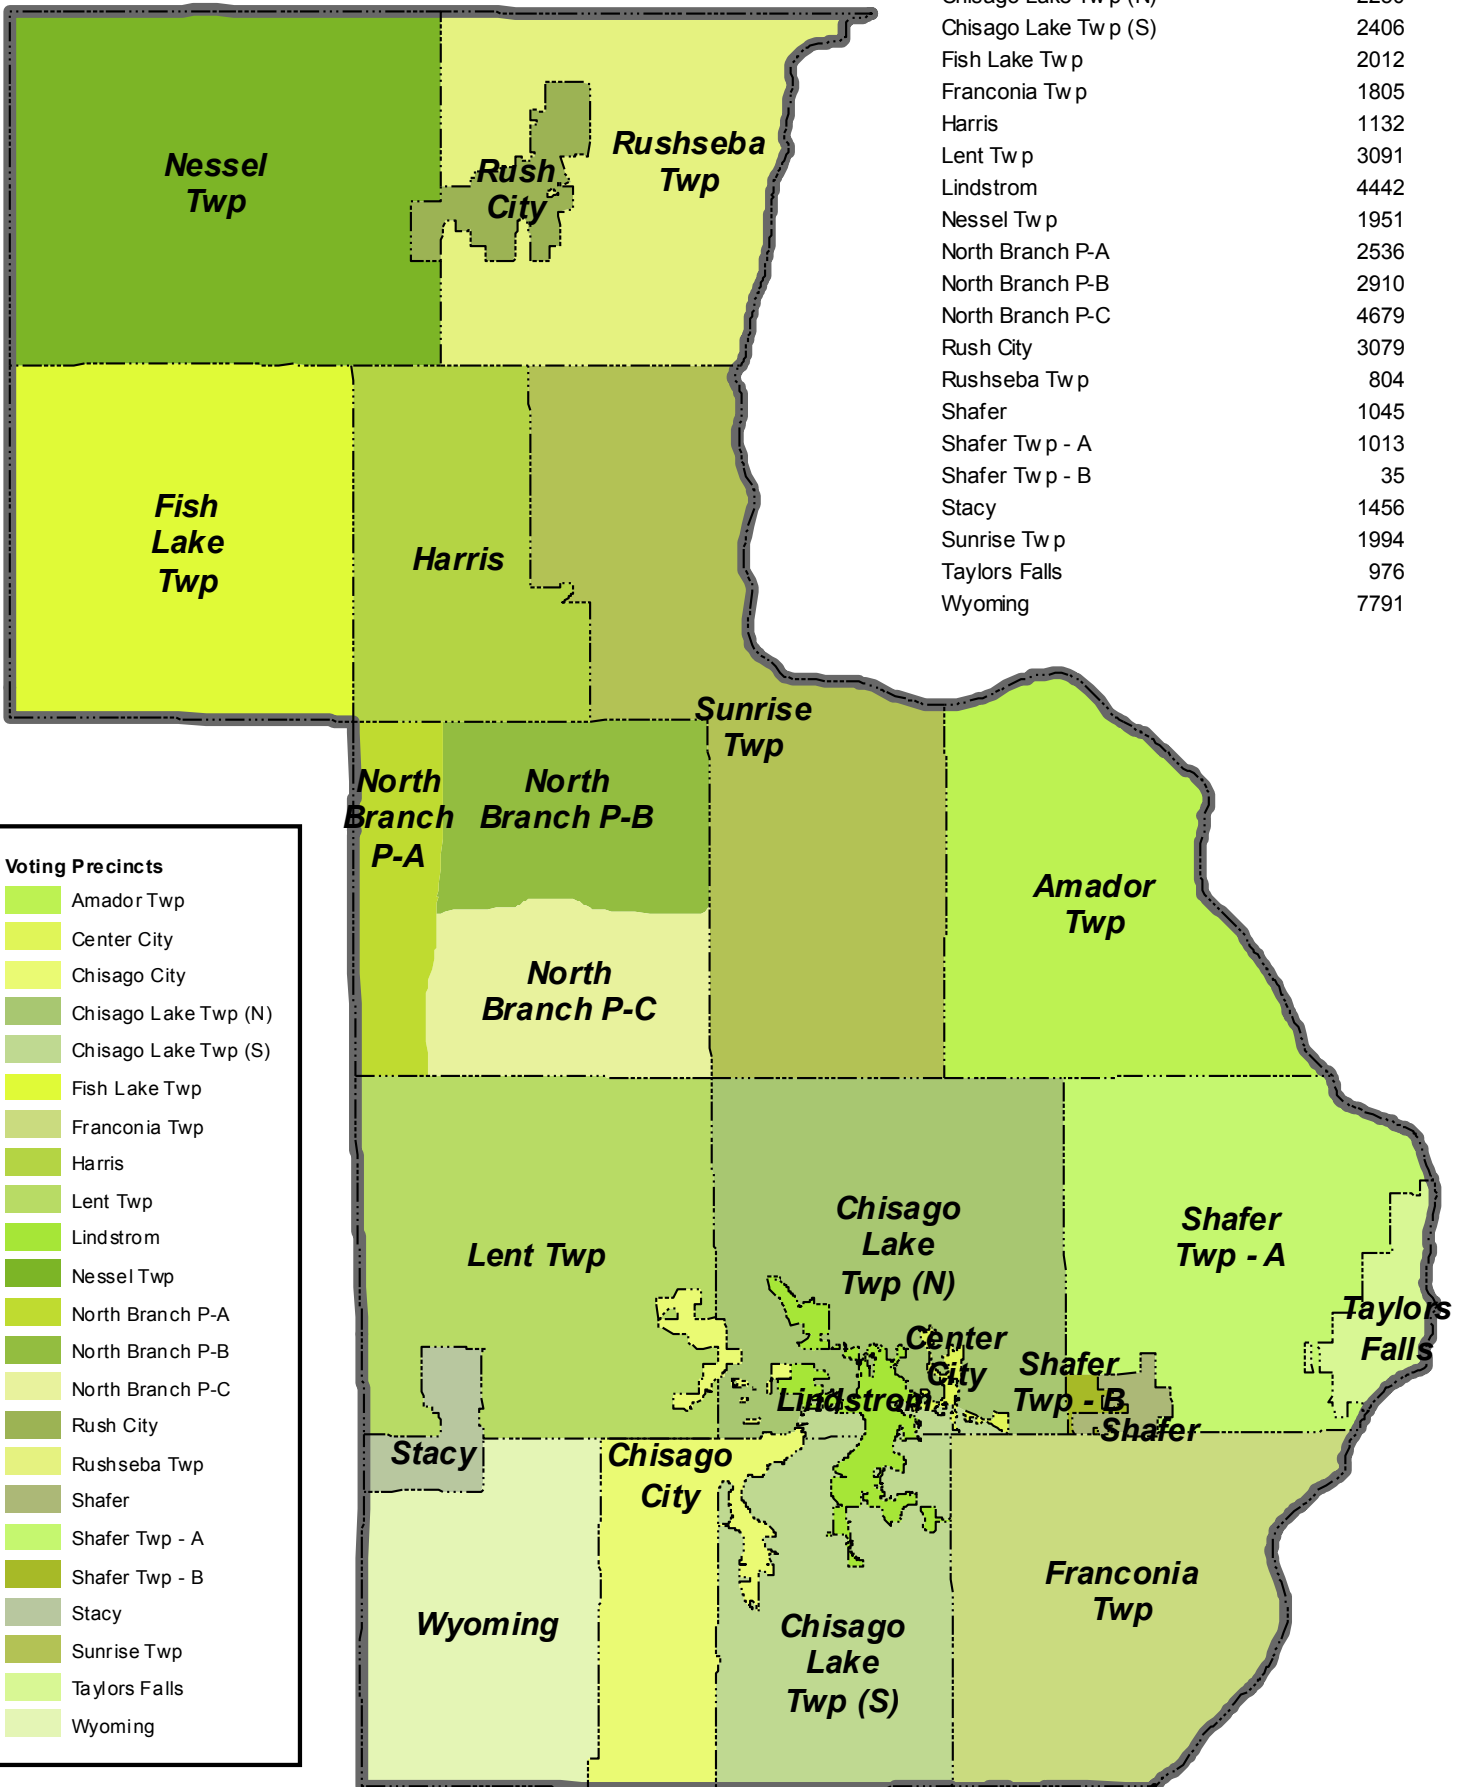 Chisago Lake Twp (N)
Chisago Lake Twp (S) 2406
Fish Lake Twp 2012
Franconia Twp 1805
Harris 1132
Lent Twp 3091
Lindstrom 4442
Nessel Twp 1951
North Branch P-A 2536
North Branch P-B 2910
North Branch P-C 4679
Rush City 3079
Rushseba Twp 804
Shafer 1045
Shafer Twp - A 1013
Shafer Twp - B 35
Stacy 1456
Sunrise Twp 1994
Taylors Falls 976
Wyoming 7791
Nessel
Twp
Rush
City
Rushseba
Twp
Fish
Lake
Twp
Harris
Sunrise
Twp
North
Branch
P-A
North
Branch P-B
North
Branch P-C
Amador
Twp
Lent Twp
Chisago
Lake
Twp (N)
Shafer
Twp - A
Taylors
Falls
Center
City
Lindstrom
Shafer
Twp - B
Shafer
Stacy
Chisago
City
Wyoming
Chisago
Lake
Twp (S)
Franconia
Twp
Voting Precincts
Amador Twp
Center City
Chisago City
Chisago Lake Twp (N)
Chisago Lake Twp (S)
Fish Lake Twp
Franconia Twp
Harris
Lent Twp
Lindstrom
Nessel Twp
North Branch P-A
North Branch P-B
North Branch P-C
Rush City
Rushseba Twp
Shafer
Shafer Twp - A
Shafer Twp - B
Stacy
Sunrise Twp
Taylors Falls
Wyoming